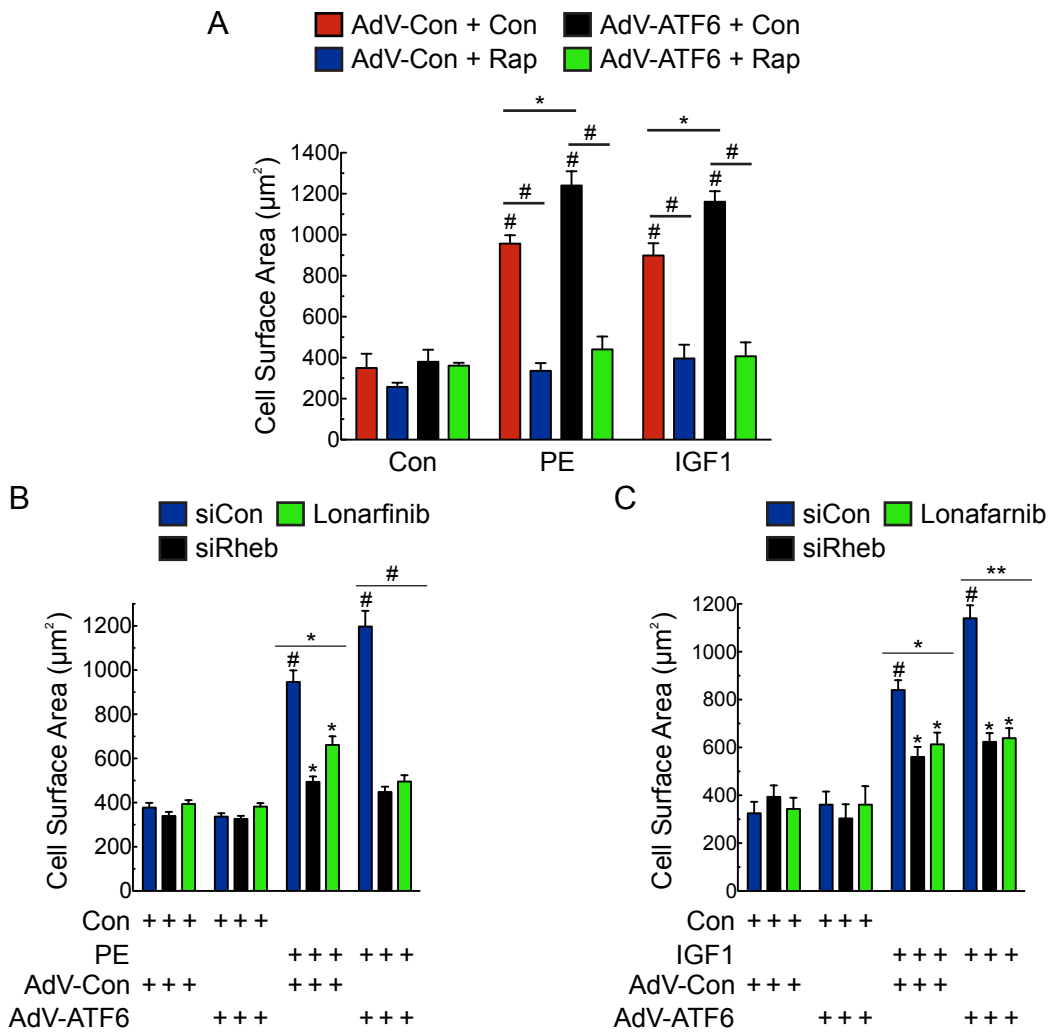 A
AdV-Con + Con
AdV-ATF6 + Con
AdV-Con + Rap
AdV-ATF6 + Rap
Cell Surface Area (µm²)
1400
1200
1000
800
600
400
200
0
* # # # #
* # # # #
Con PE IGF1
B
siCon Lonarfinib
siRheb
Cell Surface Area (µm²)
1200
1000
800
600
400
200
0
# * * *
# #
Con + + + + + +
PE + + + + + +
AdV-Con + + + + + +
AdV-ATF6 + + + + + +
C
siCon Lonafarnib
siRheb
Cell Surface Area (µm²)
1200
1000
800
600
400
200
0
* # * *
** # * *
Con + + + + + +
IGF1 + + + + + +
AdV-Con + + + + + +
AdV-ATF6 + + + + + +